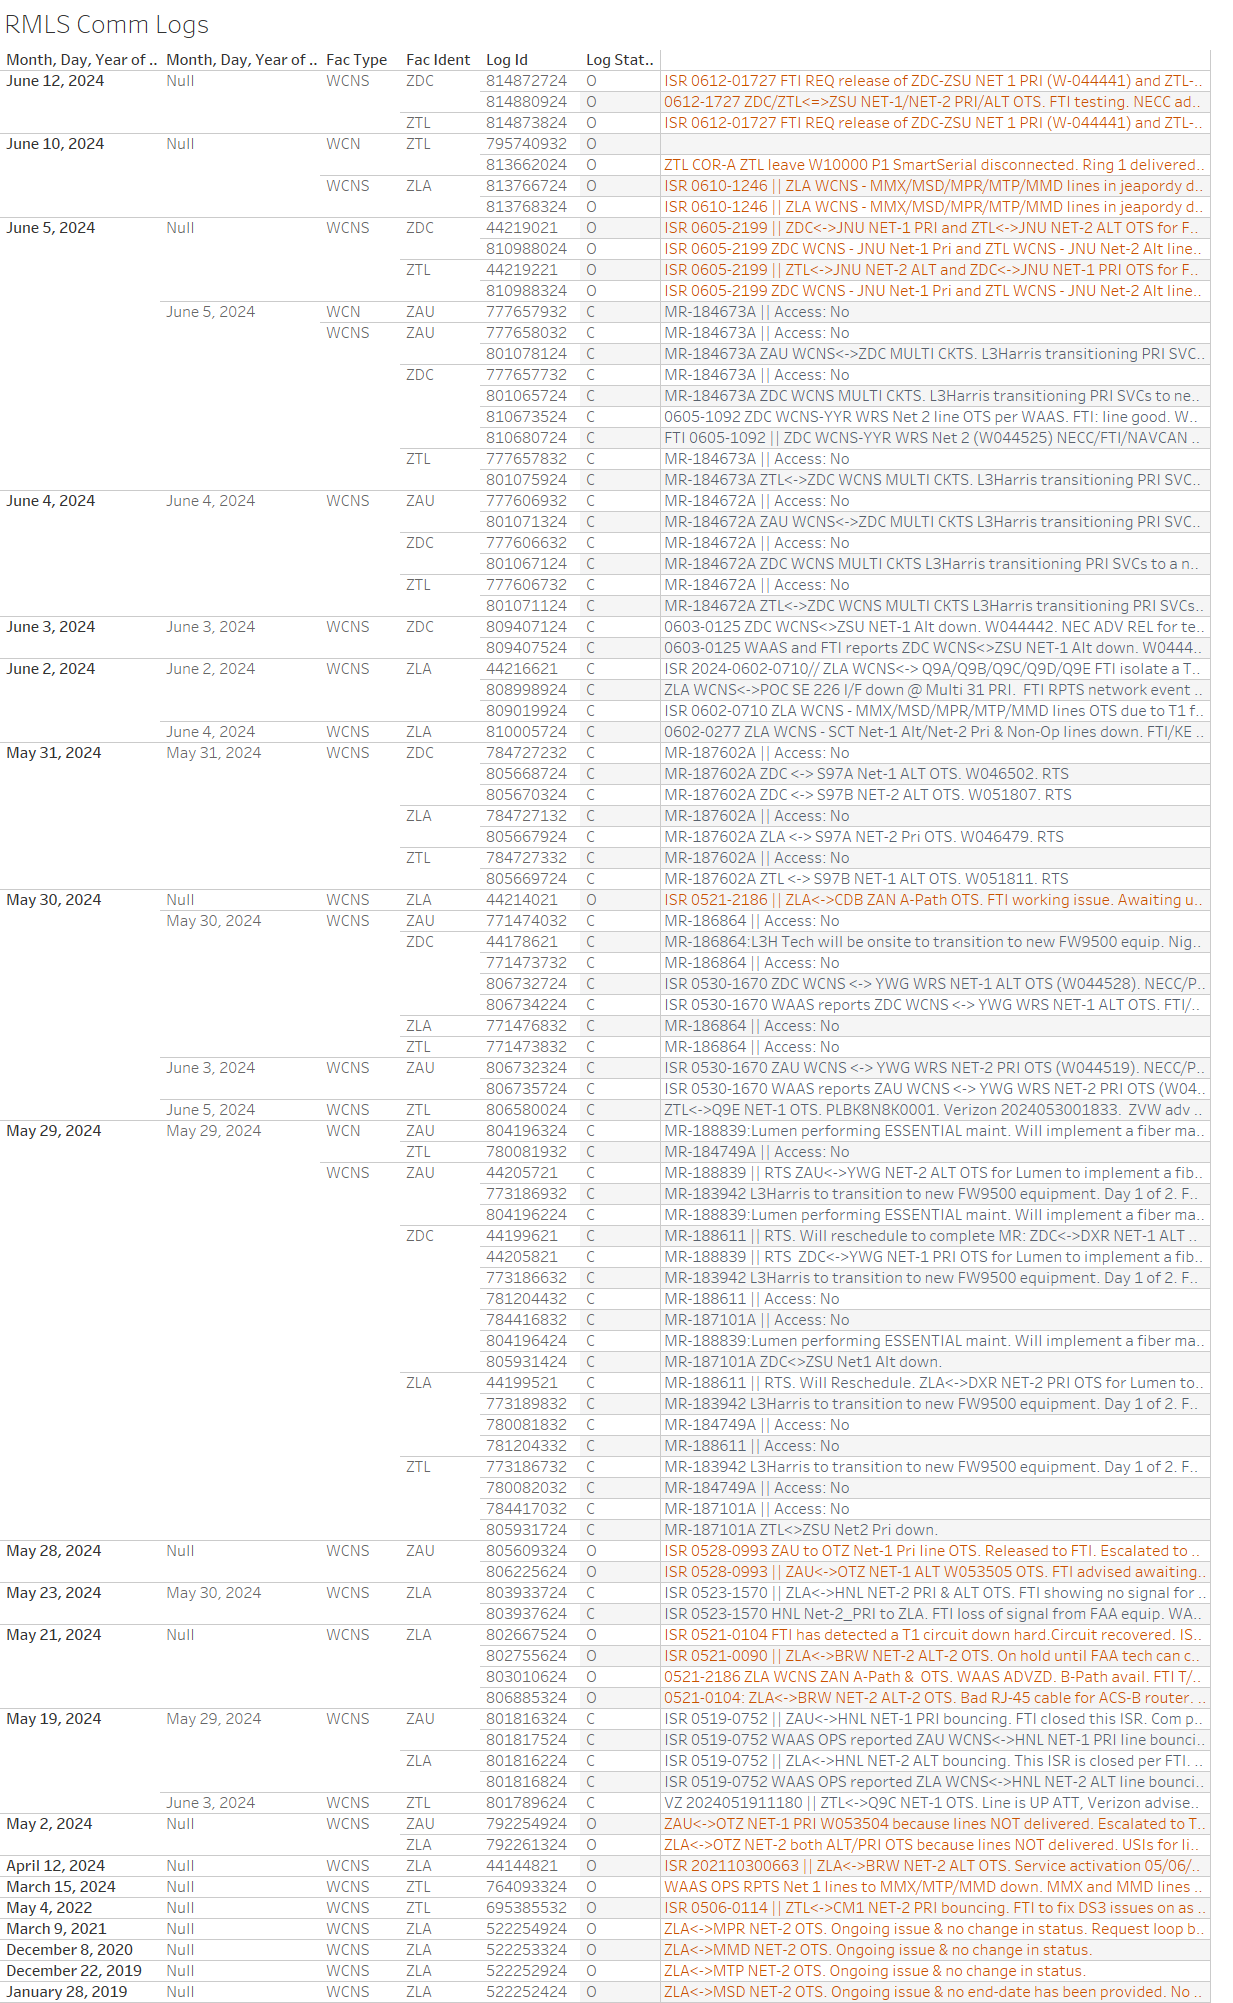 RMLS Comm Logs
Month, Day, Year of .. Month, Day, Year of .. Fac Type Fac Ident Log Id Log Stat..
June 12, 2024 Null WCNS ZDC 814872724 O ISR 0612-01727 FTI REQ release of ZDC-ZSU NET 1 PRI (W-044441) and ZTL-..
814880924 O 0612-1727 ZDC/ZTL<=>ZSU NET-1/NET-2 PRI/ALT OTS. FTI testing. NECC ad..
ZTL 814873824 O ISR 0612-01727 FTI REQ release of ZDC-ZSU NET 1 PRI (W-044441) and ZTL-..
June 10, 2024 Null WCN ZTL 795740932 O
813662024 O ZTL COR-A ZTL leave W10000 P1 SmartSerial disconnected. Ring 1 delivered..
WCNS ZLA 813766724 O ISR 0610-1246 || ZLA WCNS - MMX/MSD/MPR/MTP/MMD lines in jeapordy d..
813768324 O ISR 0610-1246 || ZLA WCNS - MMX/MSD/MPR/MTP/MMD lines in jeapordy d..
June 5, 2024 Null WCNS ZDC 44219021 O ISR 0605-2199 || ZDC<->JNU NET-1 PRI and ZTL<->JNU NET-2 ALT OTS for F..
810988024 O ISR 0605-2199 ZDC WCNS - JNU Net-1 Pri and ZTL WCNS - JNU Net-2 Alt line..
ZTL 44219221 O ISR 0605-2199 || ZTL<->JNU NET-2 ALT and ZDC<->JNU NET-1 PRI OTS for F..
810988324 O ISR 0605-2199 ZDC WCNS - JNU Net-1 Pri and ZTL WCNS - JNU Net-2 Alt line..
June 5, 2024 WCN ZAU 777657932 C MR-184673A || Access: No
WCNS ZAU 777658032 C MR-184673A || Access: No
801078124 C MR-184673A ZAU WCNS<->ZDC MULTI CKTS. L3Harris transitioning PRI SVC..
ZDC 777657732 C MR-184673A || Access: No
801065724 C MR-184673A ZDC WCNS MULTI CKTS. L3Harris transitioning PRI SVCs to ne..
810673524 C 0605-1092 ZDC WCNS-YYR WRS Net 2 line OTS per WAAS. FTI: line good. W..
810680724 C FTI 0605-1092 || ZDC WCNS-YYR WRS Net 2 (W044525) NECC/FTI/NAVCAN ..
ZTL 777657832 C MR-184673A || Access: No
801075924 C MR-184673A ZTL<->ZDC WCNS MULTI CKTS. L3Harris transitioning PRI SVC..
June 4, 2024 June 4, 2024 WCNS ZAU 777606932 C MR-184672A || Access: No
801071324 C MR-184672A ZAU WCNS<->ZDC MULTI CKTS L3Harris transitioning PRI SVC..
ZDC 777606632 C MR-184672A || Access: No
801067124 C MR-184672A ZDC WCNS MULTI CKTS L3Harris transitioning PRI SVCs to a n..
ZTL 777606732 C MR-184672A || Access: No
801071124 C MR-184672A ZTL<->ZDC WCNS MULTI CKTS L3Harris transitioning PRI SVCs..
June 3, 2024 June 3, 2024 WCNS ZDC 809407124 C 0603-0125 ZDC WCNS<>ZSU NET-1 Alt down. W044442. NEC ADV REL for te..
809407524 C 0603-0125 WAAS and FTI reports ZDC WCNS<>ZSU NET-1 Alt down. W0444..
June 2, 2024 June 2, 2024 WCNS ZLA 44216621 C ISR 2024-0602-0710// ZLA WCNS<-> Q9A/Q9B/Q9C/Q9D/Q9E FTI isolate a T..
808998924 C ZLA WCNS<->POC SE 226 I/F down @ Multi 31 PRI.  FTI RPTS network event ..
809019924 C ISR 0602-0710 ZLA WCNS - MMX/MSD/MPR/MTP/MMD lines OTS due to T1 f..
June 4, 2024 WCNS ZLA 810005724 C 0602-0277 ZLA WCNS - SCT Net-1 Alt/Net-2 Pri & Non-Op lines down. FTI/KE ..
May 31, 2024 May 31, 2024 WCNS ZDC 784727232 C MR-187602A || Access: No
805668724 C MR-187602A ZDC <-> S97A Net-1 ALT OTS. W046502. RTS
805670324 C MR-187602A ZDC <-> S97B NET-2 ALT OTS. W051807. RTS
ZLA 784727132 C MR-187602A || Access: No
805667924 C MR-187602A ZLA <-> S97A NET-2 Pri OTS. W046479. RTS
ZTL 784727332 C MR-187602A || Access: No
805669724 C MR-187602A ZTL <-> S97B NET-1 ALT OTS. W051811. RTS
May 30, 2024 Null WCNS ZLA 44214021 O ISR 0521-2186 || ZLA<->CDB ZAN A-Path OTS. FTI working issue. Awaiting u..
May 30, 2024 WCNS ZAU 771474032 C MR-186864 || Access: No
ZDC 44178621 C MR-186864:L3H Tech will be onsite to transition to new FW9500 equip. Nig..
771473732 C MR-186864 || Access: No
806732724 C ISR 0530-1670 ZDC WCNS <-> YWG WRS NET-1 ALT OTS (W044528). NECC/P..
806734224 C ISR 0530-1670 WAAS reports ZDC WCNS <-> YWG WRS NET-1 ALT OTS. FTI/..
ZLA 771476832 C MR-186864 || Access: No
ZTL 771473832 C MR-186864 || Access: No
June 3, 2024 WCNS ZAU 806732324 C ISR 0530-1670 ZAU WCNS <-> YWG WRS NET-2 PRI OTS (W044519). NECC/P..
806735724 C ISR 0530-1670 WAAS reports ZAU WCNS <-> YWG WRS NET-2 PRI OTS (W04..
June 5, 2024 WCNS ZTL 806580024 C ZTL<->Q9E NET-1 OTS. PLBK8N8K0001. Verizon 2024053001833.  ZVW adv ..
May 29, 2024 May 29, 2024 WCN ZAU 804196324 C MR-188839:Lumen performing ESSENTIAL maint. Will implement a fiber ma..
ZTL 780081932 C MR-184749A || Access: No
WCNS ZAU 44205721 C MR-188839 || RTS ZAU<->YWG NET-2 ALT OTS for Lumen to implement a fib..
773186932 C MR-183942 L3Harris to transition to new FW9500 equipment. Day 1 of 2. F..
804196224 C MR-188839:Lumen performing ESSENTIAL maint. Will implement a fiber ma..
ZDC 44199621 C MR-188611 || RTS. Will reschedule to complete MR: ZDC<->DXR NET-1 ALT ..
44205821 C MR-188839 || RTS  ZDC<->YWG NET-1 PRI OTS for Lumen to implement a fib..
773186632 C MR-183942 L3Harris to transition to new FW9500 equipment. Day 1 of 2. F..
781204432 C MR-188611 || Access: No
784416832 C MR-187101A || Access: No
804196424 C MR-188839:Lumen performing ESSENTIAL maint. Will implement a fiber ma..
805931424 C MR-187101A ZDC<>ZSU Net1 Alt down.
ZLA 44199521 C MR-188611 || RTS. Will Reschedule. ZLA<->DXR NET-2 PRI OTS for Lumen to..
773189832 C MR-183942 L3Harris to transition to new FW9500 equipment. Day 1 of 2. F..
780081832 C MR-184749A || Access: No
781204332 C MR-188611 || Access: No
ZTL 773186732 C MR-183942 L3Harris to transition to new FW9500 equipment. Day 1 of 2. F..
780082032 C MR-184749A || Access: No
784417032 C MR-187101A || Access: No
805931724 C MR-187101A ZTL<>ZSU Net2 Pri down.
May 28, 2024 Null WCNS ZAU 805609324 O ISR 0528-0993 ZAU to OTZ Net-1 Pri line OTS. Released to FTI. Escalated to ..
806225624 O ISR 0528-0993 || ZAU<->OTZ NET-1 ALT W053505 OTS. FTI advised awaiting..
May 23, 2024 May 30, 2024 WCNS ZLA 803933724 C ISR 0523-1570 || ZLA<->HNL NET-2 PRI & ALT OTS. FTI showing no signal for ..
803937624 C ISR 0523-1570 HNL Net-2_PRI to ZLA. FTI loss of signal from FAA equip. WA..
May 21, 2024 Null WCNS ZLA 802667524 O ISR 0521-0104 FTI has detected a T1 circuit down hard.Circuit recovered. IS..
802755624 O ISR 0521-0090 || ZLA<->BRW NET-2 ALT-2 OTS. On hold until FAA tech can c..
803010624 O 0521-2186 ZLA WCNS ZAN A-Path &  OTS. WAAS ADVZD. B-Path avail. FTI T/..
806885324 O 0521-0104: ZLA<->BRW NET-2 ALT-2 OTS. Bad RJ-45 cable for ACS-B router. ..
May 19, 2024 May 29, 2024 WCNS ZAU 801816324 C ISR 0519-0752 || ZAU<->HNL NET-1 PRI bouncing. FTI closed this ISR. Com p..
801817524 C ISR 0519-0752 WAAS OPS reported ZAU WCNS<->HNL NET-1 PRI line bounci..
ZLA 801816224 C ISR 0519-0752 || ZLA<->HNL NET-2 ALT bouncing. This ISR is closed per FTI. ..
801816824 C ISR 0519-0752 WAAS OPS reported ZLA WCNS<->HNL NET-2 ALT line bounci..
June 3, 2024 WCNS ZTL 801789624 C VZ 2024051911180 || ZTL<->Q9C NET-1 OTS. Line is UP ATT, Verizon advise..
May 2, 2024 Null WCNS ZAU 792254924 O ZAU<->OTZ NET-1 PRI W053504 because lines NOT delivered. Escalated to T..
ZLA 792261324 O ZLA<->OTZ NET-2 both ALT/PRI OTS because lines NOT delivered. USIs for li..
April 12, 2024 Null WCNS ZLA 44144821 O ISR 202110300663 || ZLA<->BRW NET-2 ALT OTS. Service activation 05/06/..
March 15, 2024 Null WCNS ZTL 764093324 O WAAS OPS RPTS Net 1 lines to MMX/MTP/MMD down. MMX and MMD lines ..
May 4, 2022 Null WCNS ZTL 695385532 O ISR 0506-0114 || ZTL<->CM1 NET-2 PRI bouncing. FTI to fix DS3 issues on as ..
March 9, 2021 Null WCNS ZLA 522254924 O ZLA<->MPR NET-2 OTS. Ongoing issue & no change in status. Request loop b..
December 8, 2020 Null WCNS ZLA 522253324 O ZLA<->MMD NET-2 OTS. Ongoing issue & no change in status.
December 22, 2019 Null WCNS ZLA 522252924 O ZLA<->MTP NET-2 OTS. Ongoing issue & no change in status.
January 28, 2019 Null WCNS ZLA 522252424 O ZLA<->MSD NET-2 OTS. Ongoing issue & no end-date has been provided. No ..